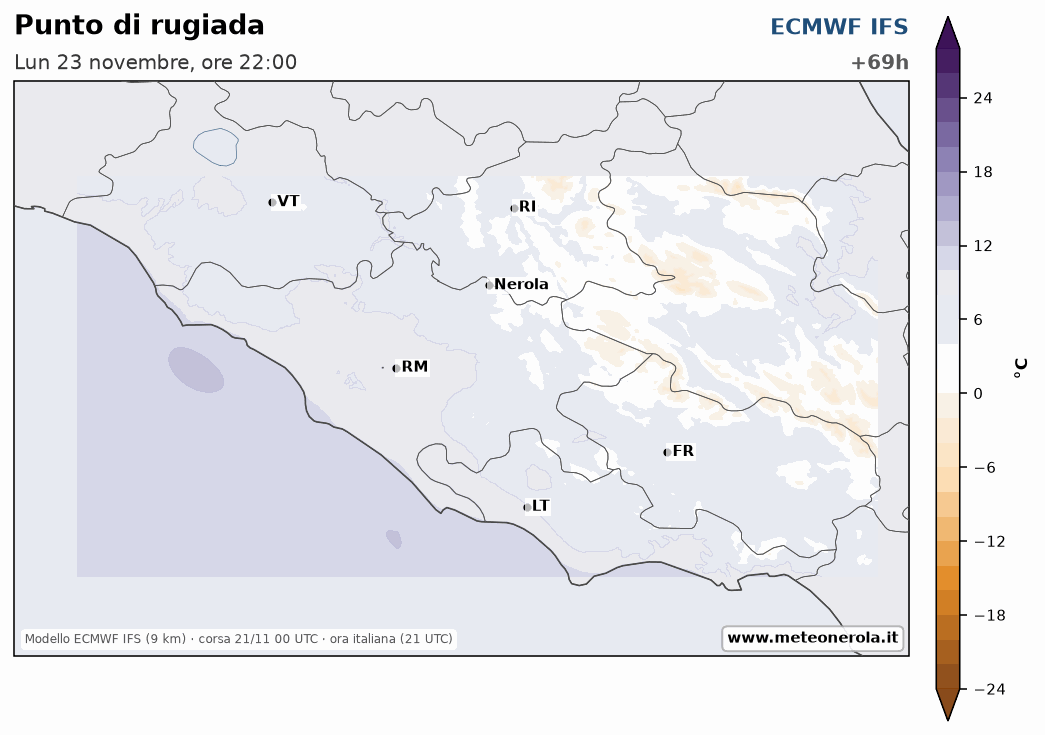 Punto di rugiada
ECMWF IFS
Lun 23 novembre, ore 22:00
+69h
24
18
12
6
0
−6
−12
−18
−24
°C
VT
RI
Nerola
RM
FR
LT
Modello ECMWF IFS (9 km) · corsa 21/11 00 UTC · ora italiana (21 UTC)
www.meteonerola.it